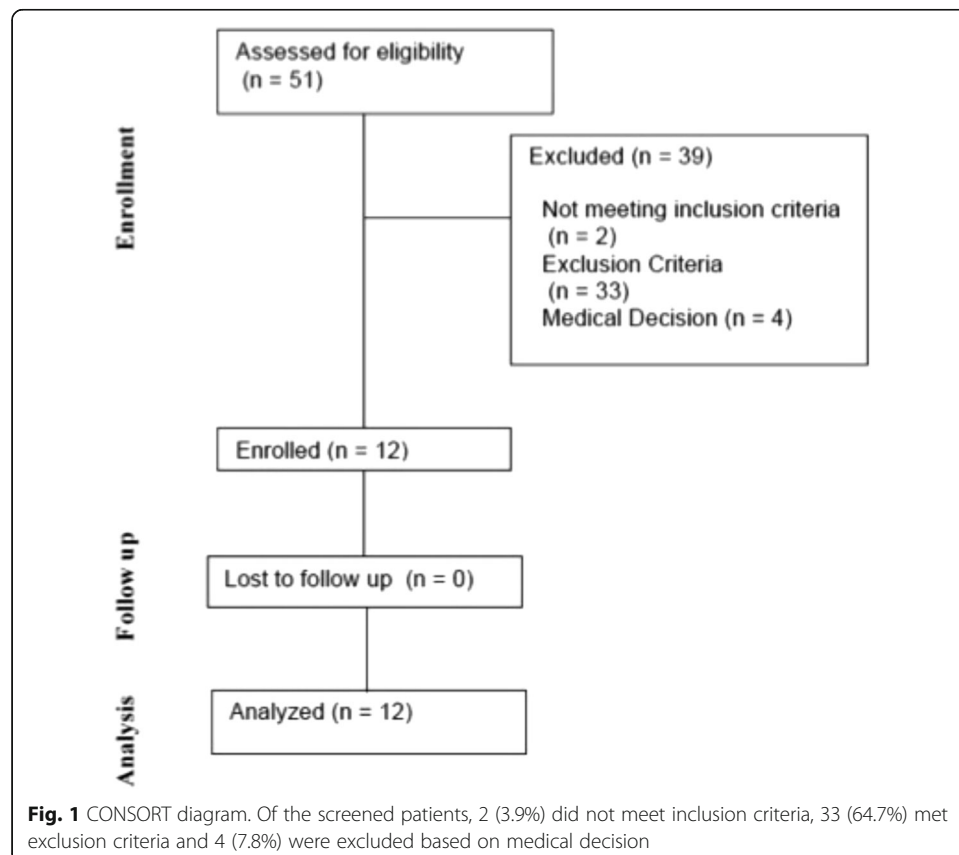 Assessed for eligibility
(n = 51)
Enrollment
Excluded (n = 39)
Not meeting inclusion criteria
(n = 2)
Exclusion Criteria
(n = 33)
Medical Decision (n = 4)
Enrolled (n = 12)
Follow up
Lost to follow up (n = 0)
Analysis
Analyzed (n = 12)
Fig. 1 CONSORT diagram. Of the screened patients, 2 (3.9%) did not meet inclusion criteria, 33 (64.7%) met
exclusion criteria and 4 (7.8%) were excluded based on medical decision